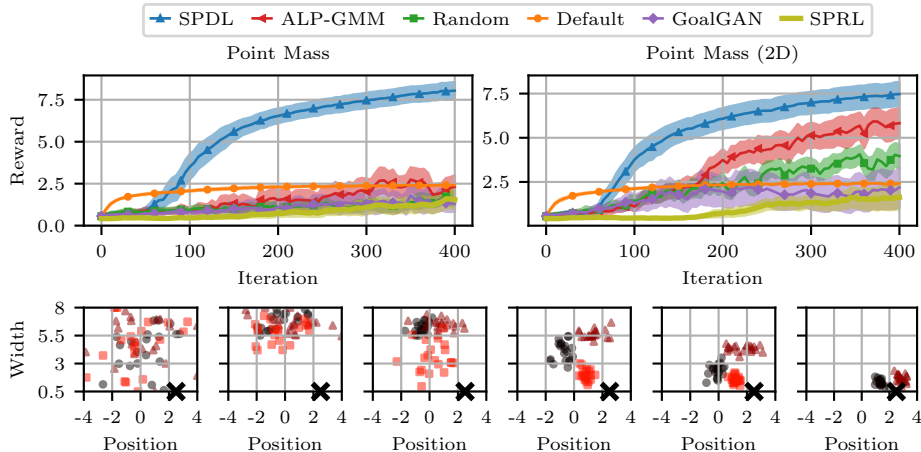 SPDL ALP-GMM Random Default GoalGAN SPRL
Point Mass Point Mass (2D)
7.5 7.5
5.0 5.0
2.5 2.5
0.0
Reward
0 100 200 300 400 0 100 200 300 400
Iteration Iteration
8
5.5
3
0.5
Width
-4 -2 0 2 4 -4 -2 0 2 4 -4 -2 0 2 4 -4 -2 0 2 4 -4 -2 0 2 4 -4 -2 0 2 4
Position Position Position Position Position Position